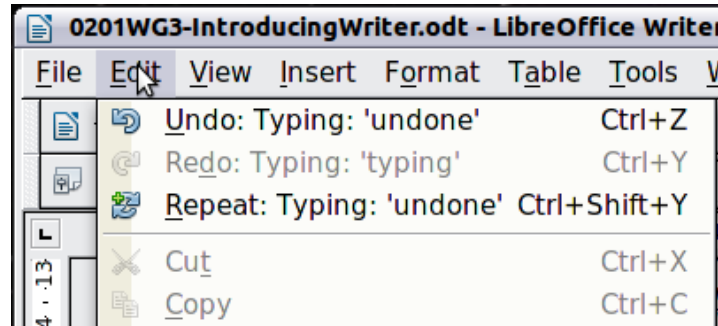 0201WG3-IntroducingWriter.odt - LibreOffice Writer
File Edit View Insert Format Table Tools
Undo: Typing: 'undone' Ctrl+Z
Redo: Typing: 'typing' Ctrl+Y
Repeat: Typing: 'undone' Ctrl+Shift+Y
Cut Ctrl+X
Copy Ctrl+C
13